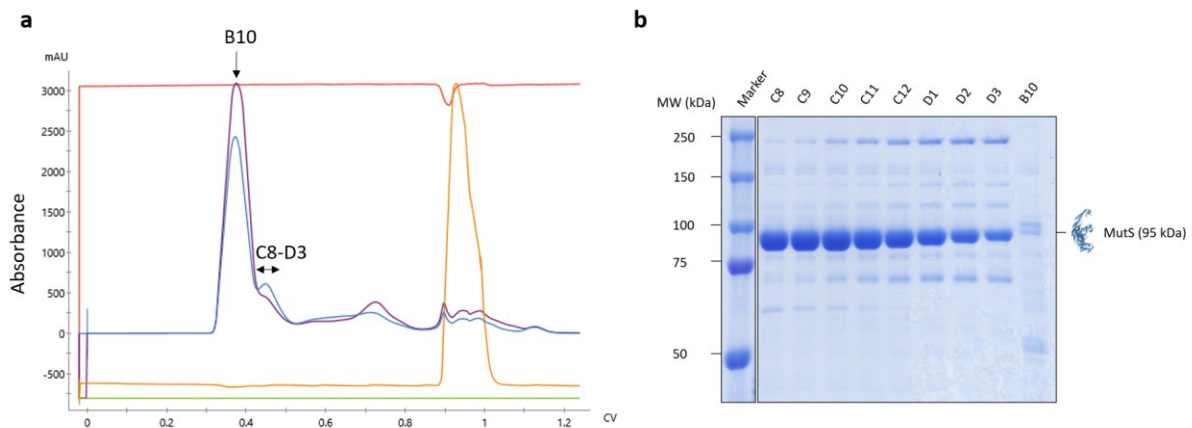 a
B10
mAU
3000
2500
2000
1500
1000
500
0
-500
C8-D3
Absorbance
0 0.2 0.4 0.6 0.8 1 1.2 CV
b
MW (kDa) Marker C8 C9 C10 C11 C12 D1 D2 D3 B10
250
150
100
75
50
MutS (95 kDa)